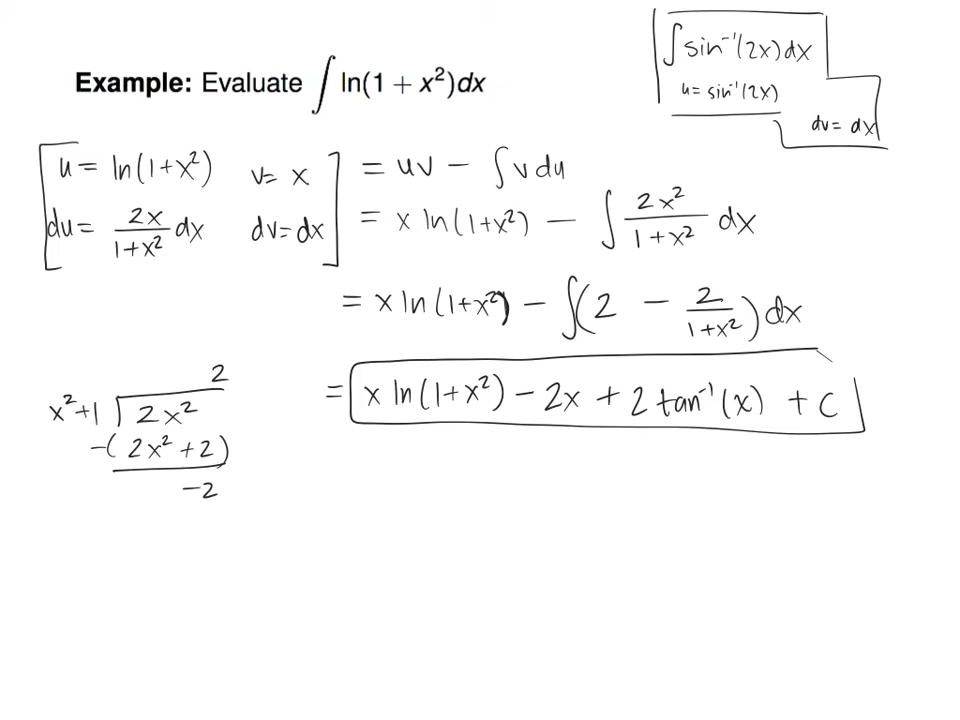 ∫ sin⁻¹(2x) dx
u = sin⁻¹(2x)
dv = dx
Example: Evaluate ∫ ln(1 + x²)dx
u = ln(1+x²) v = x = uv − ∫ v du
du = 2x/(1+x²) dx dv = dx = x ln(1+x²) − ∫ 2x²/(1+x²) dx
= x ln(1+x²) − ∫(2 − 2/(1+x²)) dx
= x ln(1+x²) − 2x + 2 tan⁻¹(x) + C
2
x²+1 ) 2x²
−( 2x² + 2 )
−2